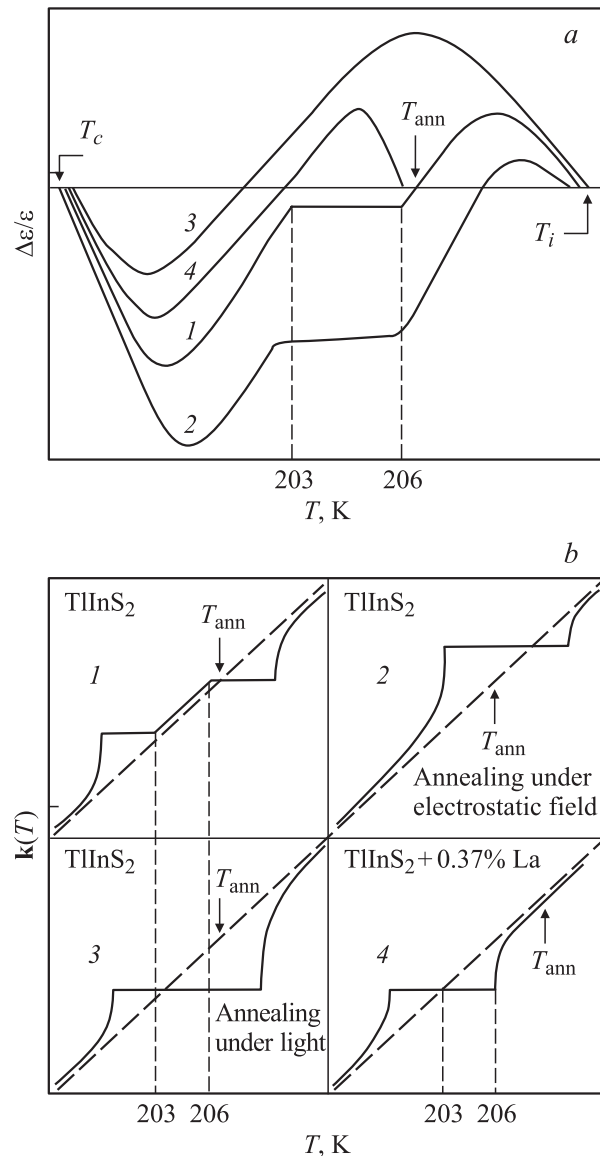 a
T_c
T_ann
Δε/ε
3
4
1
2
T_i
203 206
T, K
b
TlInS₂ TlInS₂
T_ann
1 2
T_ann
Annealing under
electrostatic field
k(T)
TlInS₂ TlInS₂ + 0.37% La
T_ann
3 4
T_ann
Annealing
under light
203 206 203 206
T, K